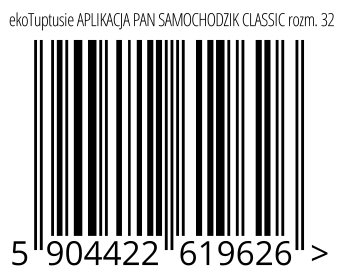 ekoTuptusie APLIKACJA PAN SAMOCHODZIK CLASSIC rozm. 32
5 904422 619626 >